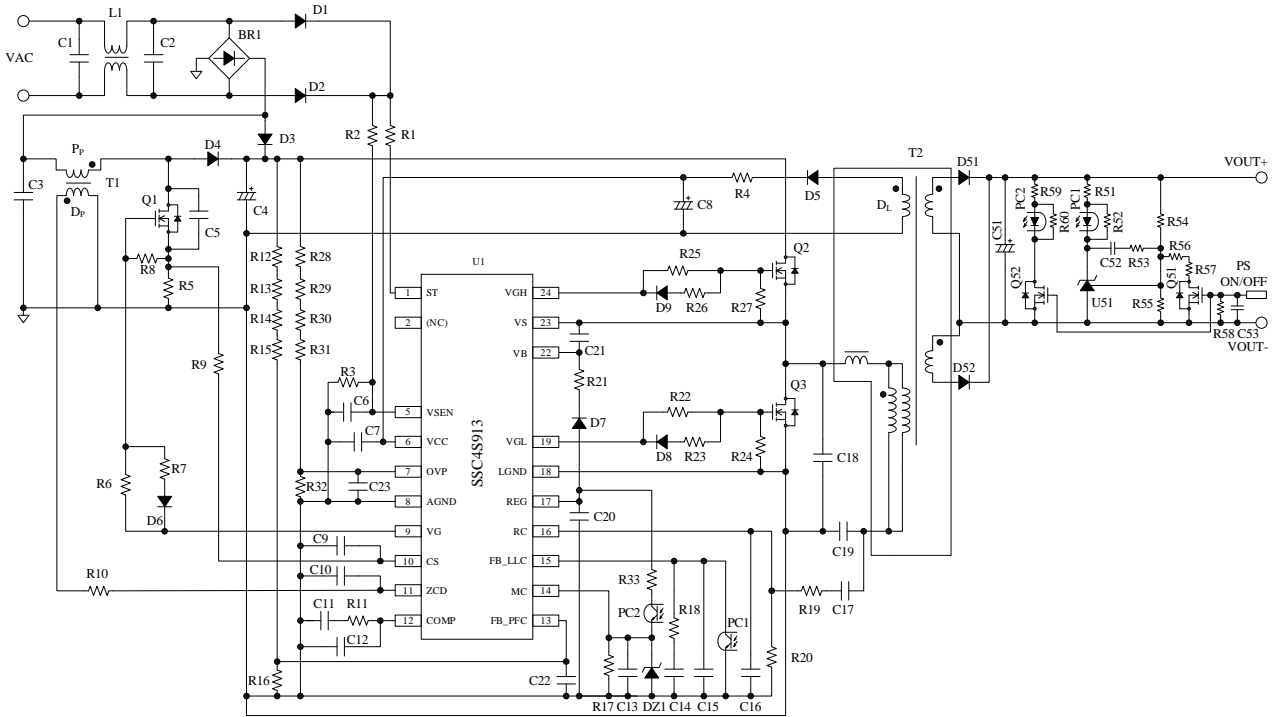 L1
D1
BR1
C1
C2
VAC
D2
R2
R1
D3
PP
D4
T1
C3
Q1
DP
C4
C5
R8
R5
R4
D5
T2
DL
C8
D51
VOUT+
PC2
R59
R60
PC1
R51
R52
R54
C51
C52
R53
R56
Q51
R57
PS
ON/OFF
Q52
U51
R55
R58
C53
VOUT-
R12
R28
R13
R29
R14
R30
R15
R31
R9
U1
SSC4S913
1 ST
2 (NC)
5 VSEN
6 VCC
7 OVP
8 AGND
9 VG
10 CS
11 ZCD
12 COMP
VGH 24
VS 23
VB 22
VGL 19
LGND 18
REG 17
RC 16
FB_LLC 15
MC 14
FB_PFC 13
R25
Q2
D9
R26
R27
C21
R21
D7
D52
R3
C6
C7
R22
Q3
D8
R23
R24
C18
R32
C23
R6
R7
D6
C20
C19
C9
C10
R10
C11
R11
C12
R33
PC2
R18
PC1
R19
C17
R20
R16
C22
R17
C13
DZ1
C14
C15
C16